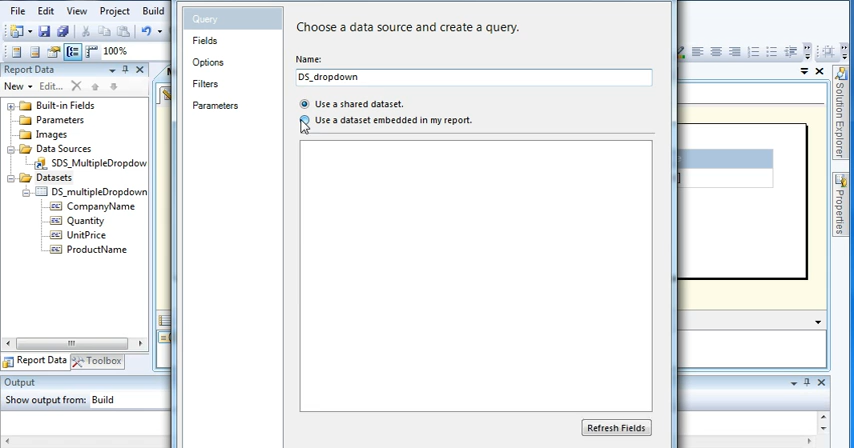 File Edit View Project Build
100%
Report Data
New Edit...
Built-in Fields
Parameters
Images
Data Sources
SDS_MultipleDropdow
Datasets
DS_multipleDropdown
CompanyName
Quantity
UnitPrice
ProductName
Report Data Toolbox
Output
Show output from: Build
Query
Fields
Options
Filters
Parameters
Choose a data source and create a query.
Name:
DS_dropdown
Use a shared dataset.
Use a dataset embedded in my report.
Refresh Fields
Solution Explorer
Properties